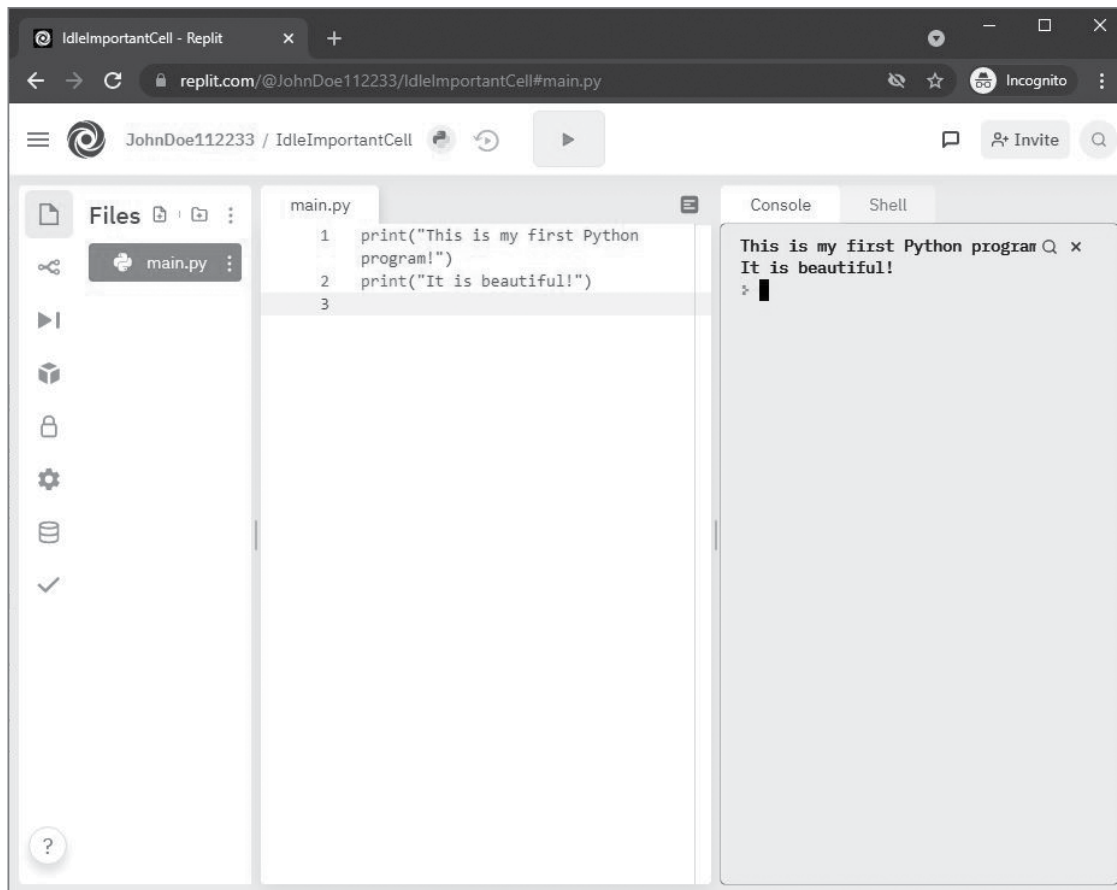 IdleImportantCell - Replit
replit.com/@JohnDoe112233/IdleImportantCell#main.py
Incognito
JohnDoe112233 / IdleImportantCell
Invite
Files
main.py
main.py
1 print("This is my first Python
program!")
2 print("It is beautiful!")
3
Console
Shell
This is my first Python program
It is beautiful!
?